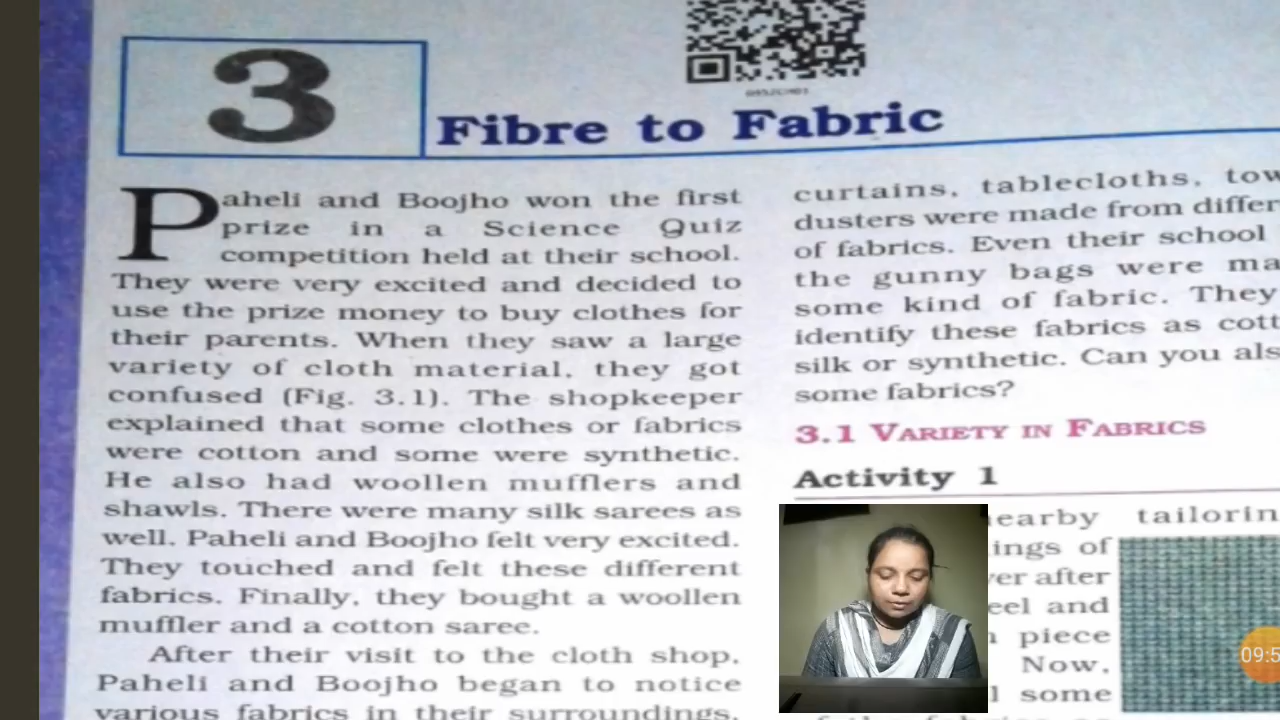 3
Fibre to Fabric
Paheli and Boojho won the first
prize in a Science Quiz
competition held at their school.
They were very excited and decided to
use the prize money to buy clothes for
their parents. When they saw a large
variety of cloth material, they got
confused (Fig. 3.1). The shopkeeper
explained that some clothes or fabrics
were cotton and some were synthetic.
He also had woollen mufflers and
shawls. There were many silk sarees as
well. Paheli and Boojho felt very excited.
They touched and felt these different
fabrics. Finally, they bought a woollen
muffler and a cotton saree.
After their visit to the cloth shop,
Paheli and Boojho began to notice
various fabrics in their surroundings,
curtains, tablecloths,
dusters were made from
of fabrics. Even their school
the gunny bags were
some kind of fabric. They
identify these fabrics as
silk or synthetic. Can you
some fabrics?
3.1 VARIETY IN FABRICS
Activity 1
nearby
of
after
and
piece
Now,
some